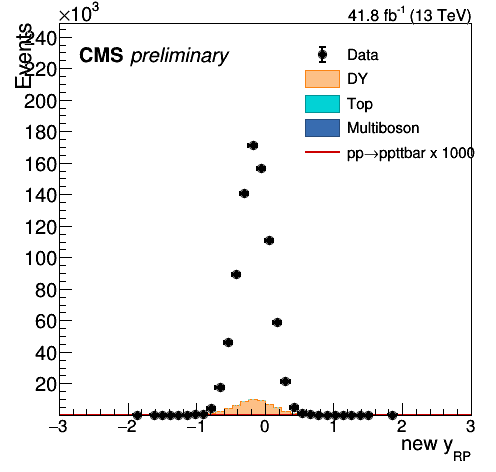 ×10³
41.8 fb⁻¹ (13 TeV)
Events
CMS preliminary
Data
DY
Top
Multiboson
pp→ppttbar x 1000
240
220
200
180
160
140
120
100
80
60
40
20
−3 −2 −1 0 1 2 3
new y_RP